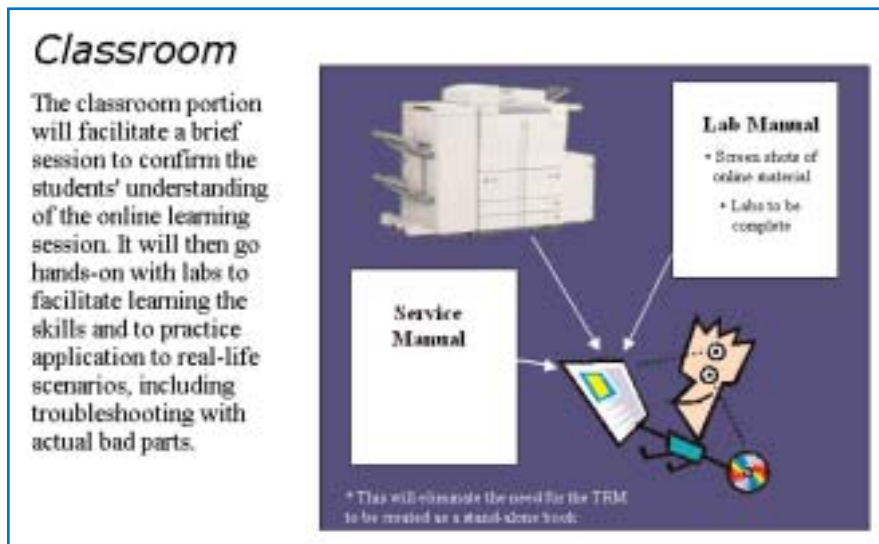 Classroom
The classroom portion
will facilitate a brief
session to confirm the
students' understanding
of the online learning
session. It will then go
hands-on with labs to
facilitate learning the
skills and to practice
application to real-life
scenarios, including
troubleshooting with
actual bad parts.
Lab Manual
• Screen shots of
online material
• Labs to be
complete
Service
Manual
* This will eliminate the need for the TRM
to be created as a stand-alone book